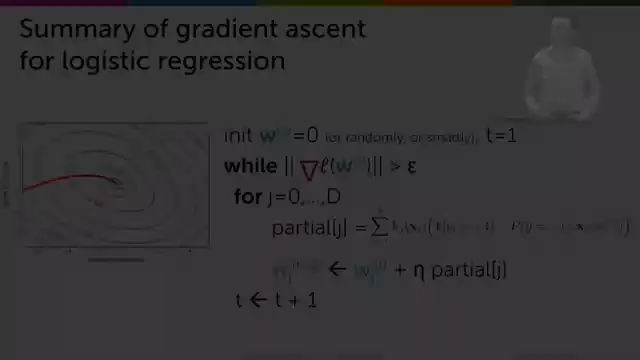 Summary of gradient ascent
for logistic regression
init w =0 (or randomly, or smartly), t=1
while || ∇ℓ(w )|| > ε
for j=0,...,D
partial[j] = ∑
← + η partial[j]
t ← t + 1